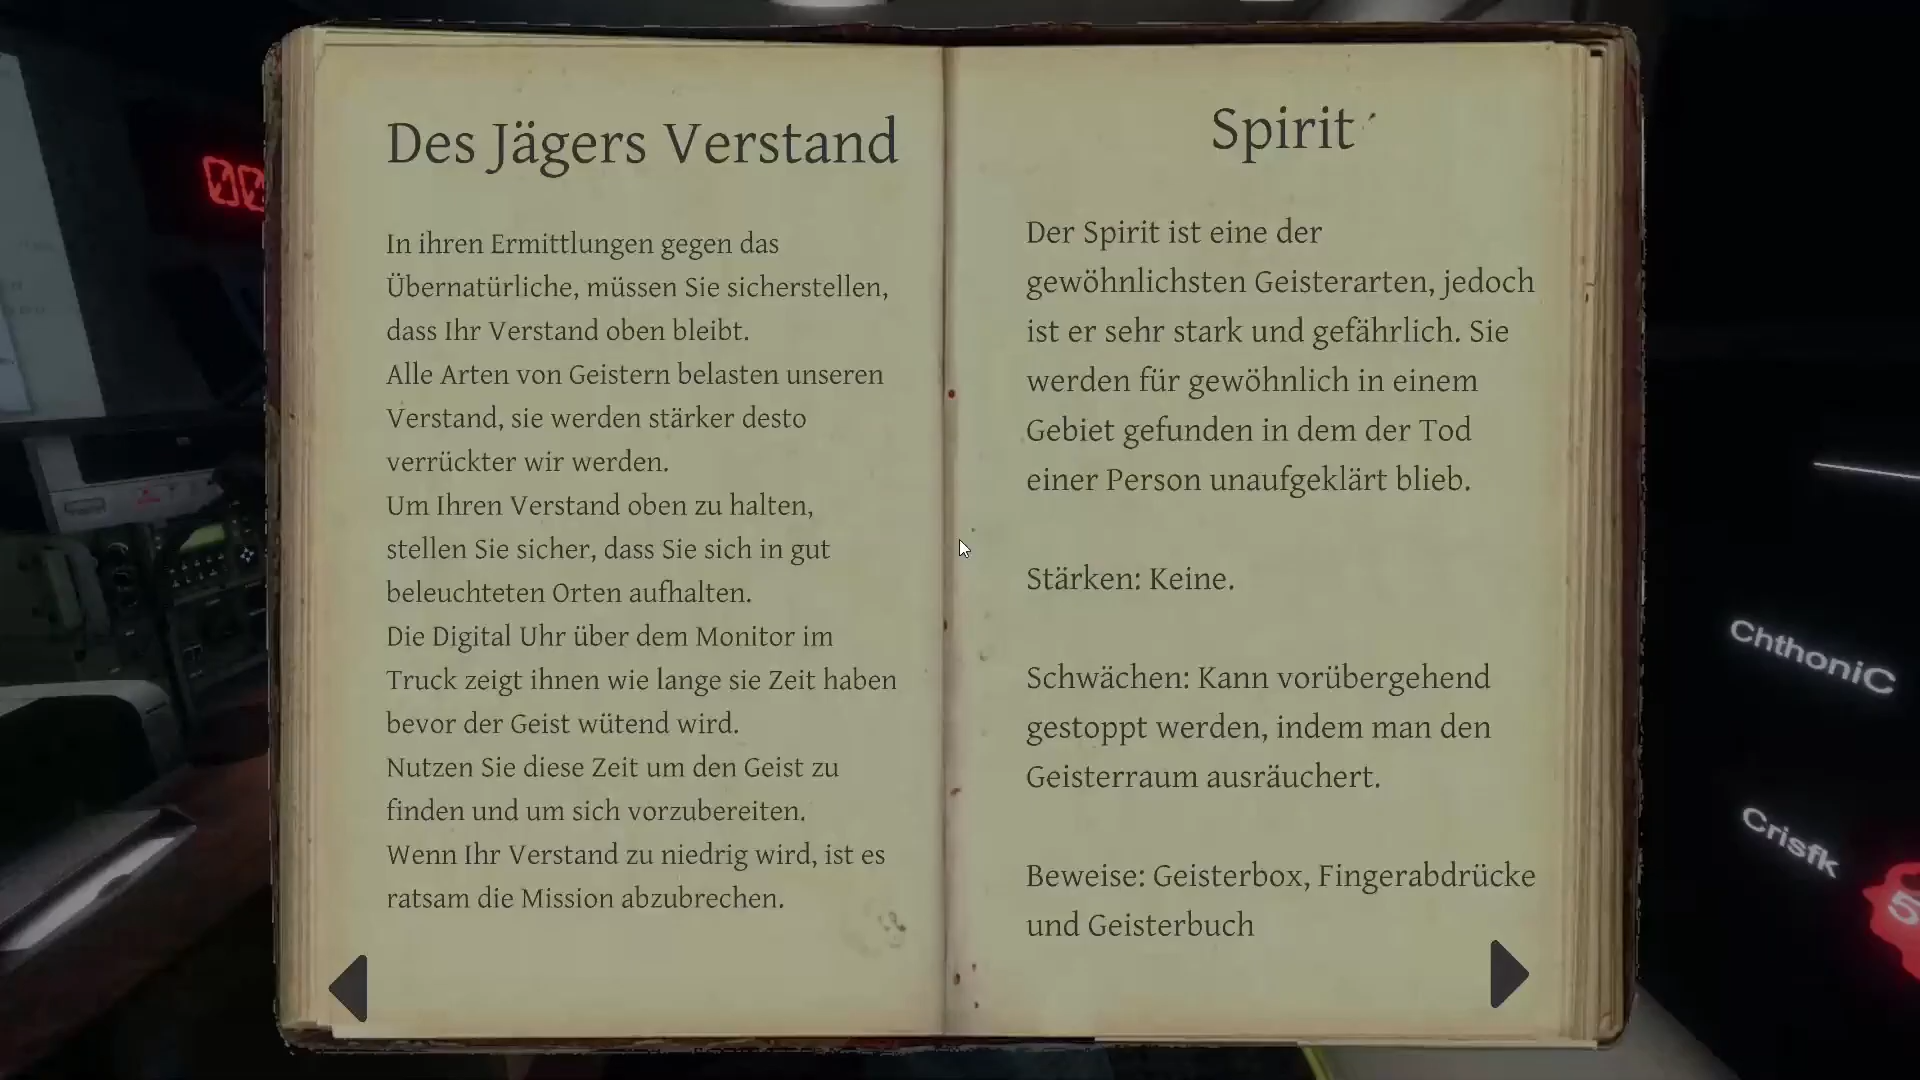 Des Jägers Verstand
In ihren Ermittlungen gegen das
Übernatürliche, müssen Sie sicherstellen,
dass Ihr Verstand oben bleibt.
Alle Arten von Geistern belasten unseren
Verstand, sie werden stärker desto
verrückter wir werden.
Um Ihren Verstand oben zu halten,
stellen Sie sicher, dass Sie sich in gut
beleuchteten Orten aufhalten.
Die Digital Uhr über dem Monitor im
Truck zeigt ihnen wie lange sie Zeit haben
bevor der Geist wütend wird.
Nutzen Sie diese Zeit um den Geist zu
finden und um sich vorzubereiten.
Wenn Ihr Verstand zu niedrig wird, ist es
ratsam die Mission abzubrechen.
Spirit
Der Spirit ist eine der
gewöhnlichsten Geisterarten, jedoch
ist er sehr stark und gefährlich. Sie
werden für gewöhnlich in einem
Gebiet gefunden in dem der Tod
einer Person unaufgeklärt blieb.
Stärken: Keine.
Schwächen: Kann vorübergehend
gestoppt werden, indem man den
Geisterraum ausräuchert.
Beweise: Geisterbox, Fingerabdrücke
und Geisterbuch
ChthoniC
Crisfk
5